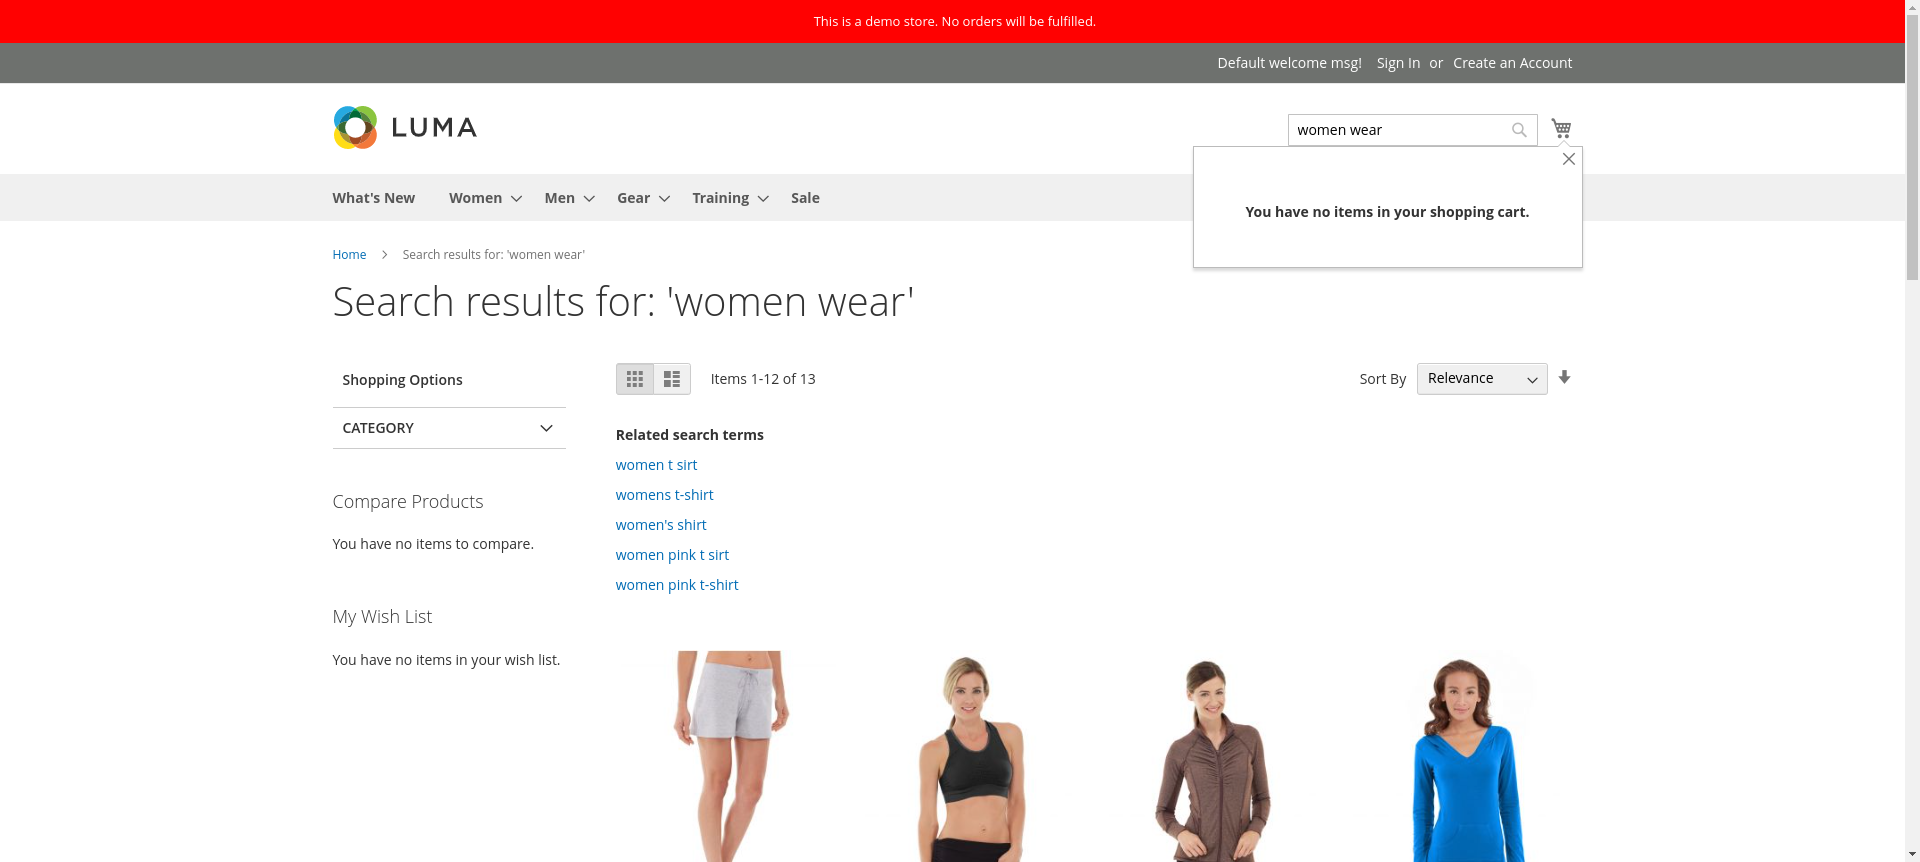 This is a demo store. No orders will be fulfilled.
Default welcome msg! Sign In or Create an Account
LUMA
women wear
What's New Women Men Gear Training Sale
You have no items in your shopping cart.
Home Search results for: 'women wear'
Search results for: 'women wear'
Shopping Options
Items 1-12 of 13
Sort By Relevance
CATEGORY
Related search terms
women t sirt
womens t-shirt
women's shirt
women pink t sirt
women pink t-shirt
Compare Products
You have no items to compare.
My Wish List
You have no items in your wish list.